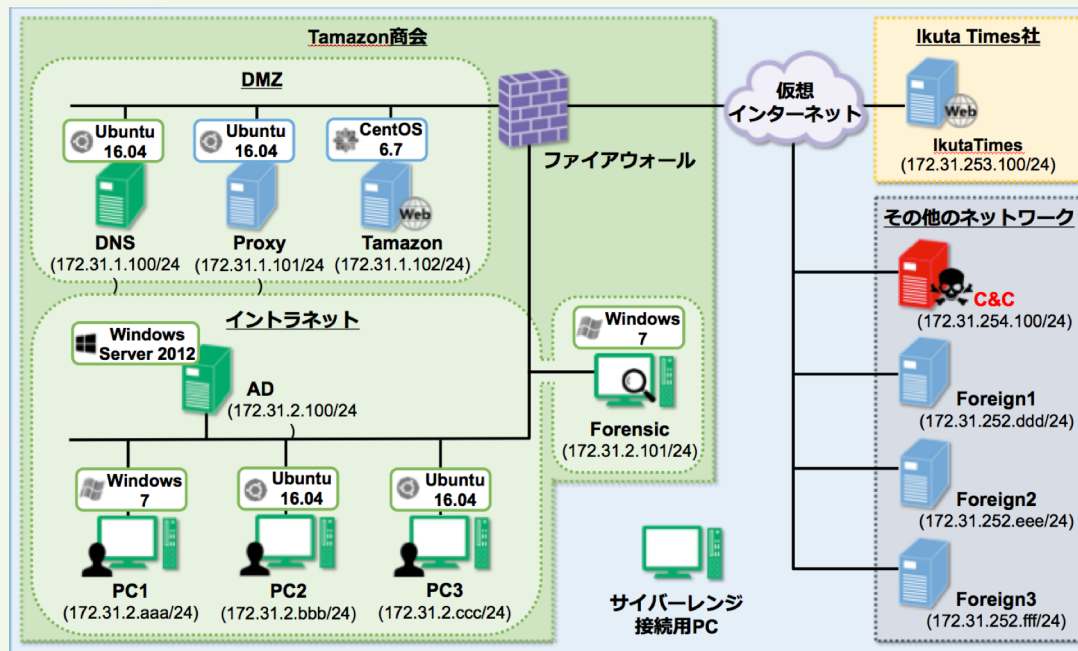 Tamazon商会
DMZ
Ubuntu
16.04
Ubuntu
16.04
CentOS
6.7
DNS
(172.31.1.100/24
)
Proxy
(172.31.1.101/24
)
Web
Tamazon
(172.31.1.102/24)
ファイアウォール
仮想
インターネット
Ikuta Times社
Web
IkutaTimes
(172.31.253.100/24)
イントラネット
Windows
Server 2012
AD
(172.31.2.100/24
)
Windows
7
Forensic
(172.31.2.101/24)
Windows
7
PC1
(172.31.2.aaa/24)
Ubuntu
16.04
PC2
(172.31.2.bbb/24)
Ubuntu
16.04
PC3
(172.31.2.ccc/24)
サイバーレンジ
接続用PC
その他のネットワーク
C&C
(172.31.254.100/24)
Foreign1
(172.31.252.ddd/24)
Foreign2
(172.31.252.eee/24)
Foreign3
(172.31.252.fff/24)